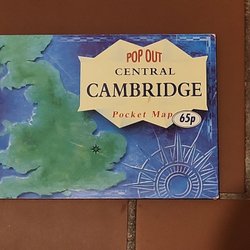 POP OUT
CENTRAL
CAMBRIDGE
Pocket Map
65p